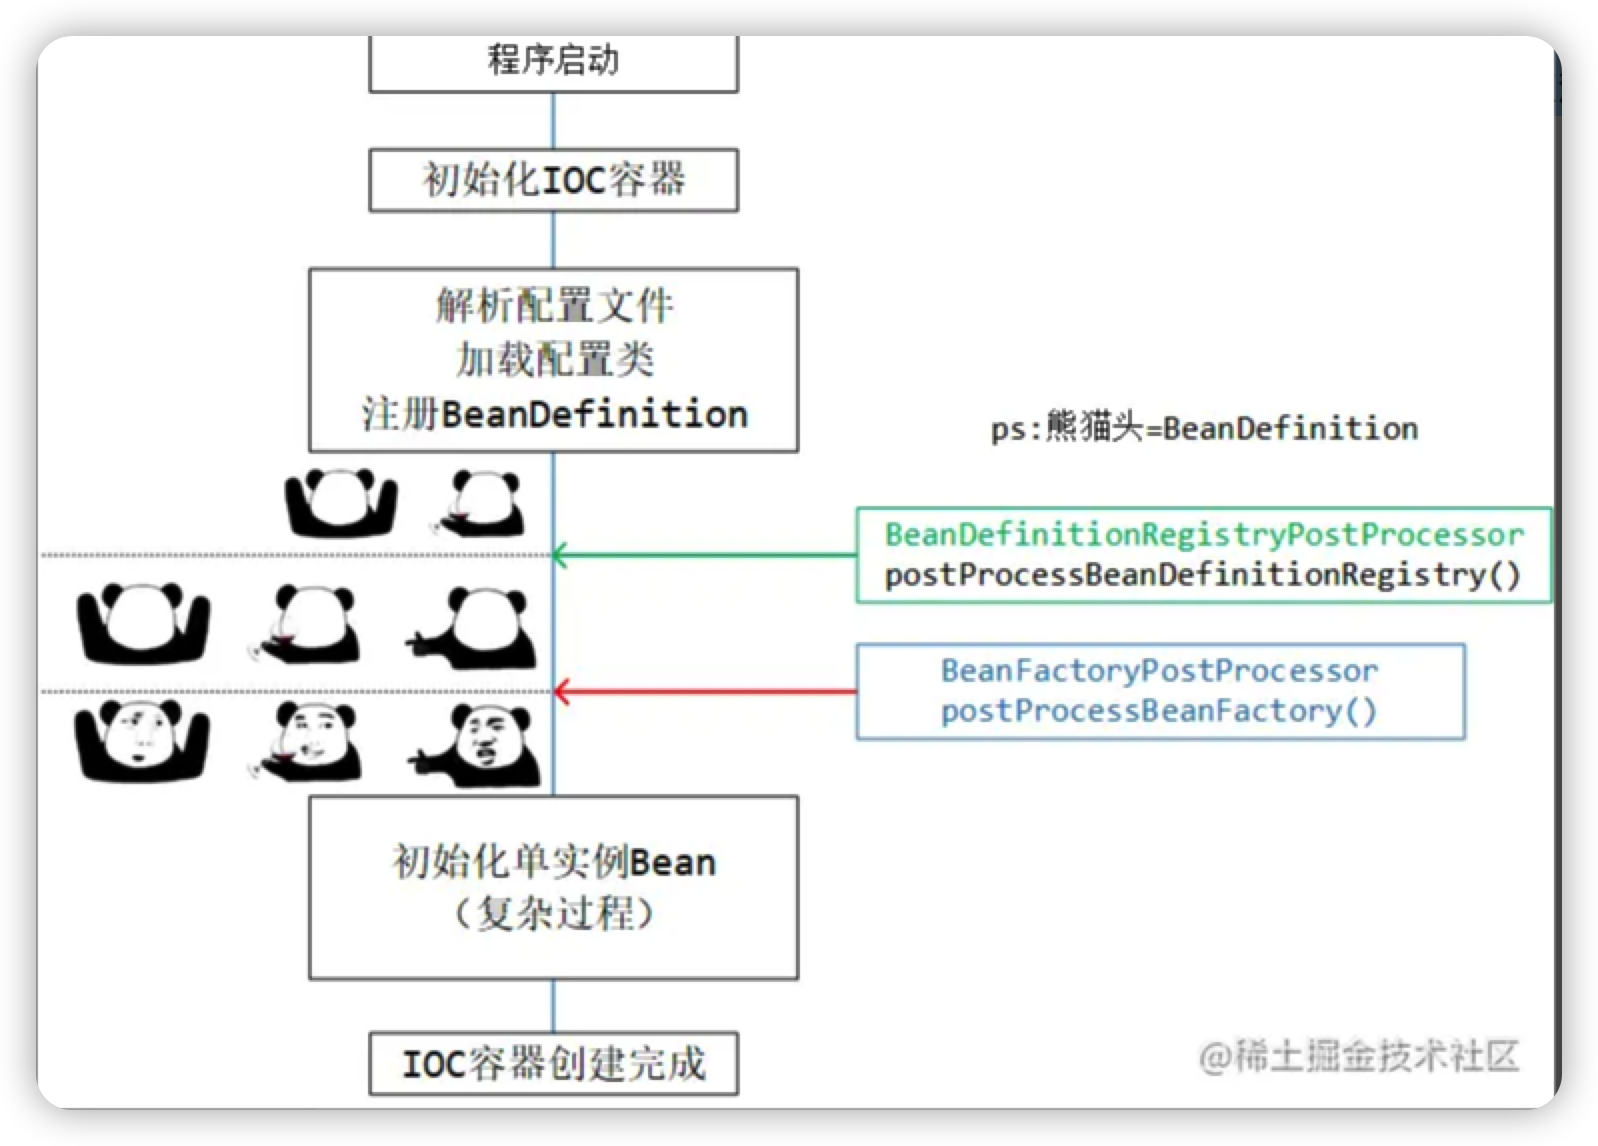 程序启动
初始化IOC容器
解析配置文件
加载配置类
注册BeanDefinition
ps:熊猫头=BeanDefinition
BeanDefinitionRegistryPostProcessor
postProcessBeanDefinitionRegistry()
BeanFactoryPostProcessor
postProcessBeanFactory()
初始化单实例Bean
（复杂过程）
IOC容器创建完成
@稀土掘金技术社区